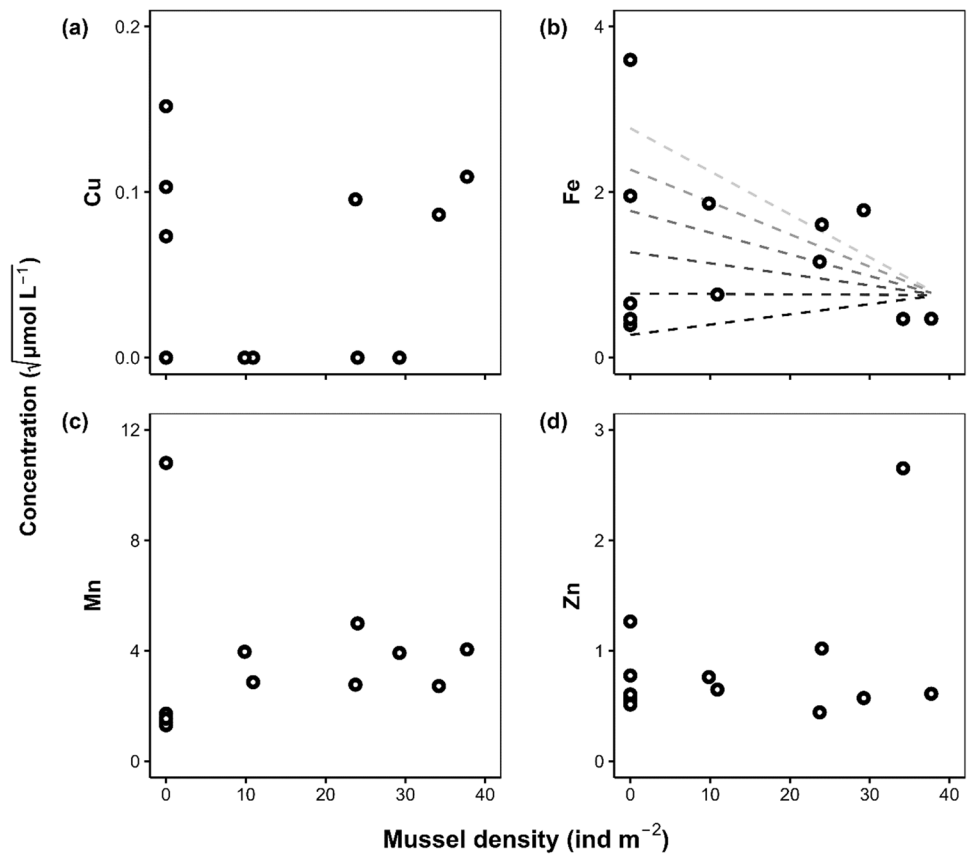 (a)
Cu
0.2
0.1
0.0
(b)
Fe
4
2
0
Concentration (√μmol L⁻¹)
(c)
Mn
12
8
4
0
0 10 20 30 40
(d)
Zn
3
2
1
0
0 10 20 30 40
Mussel density (ind m⁻²)